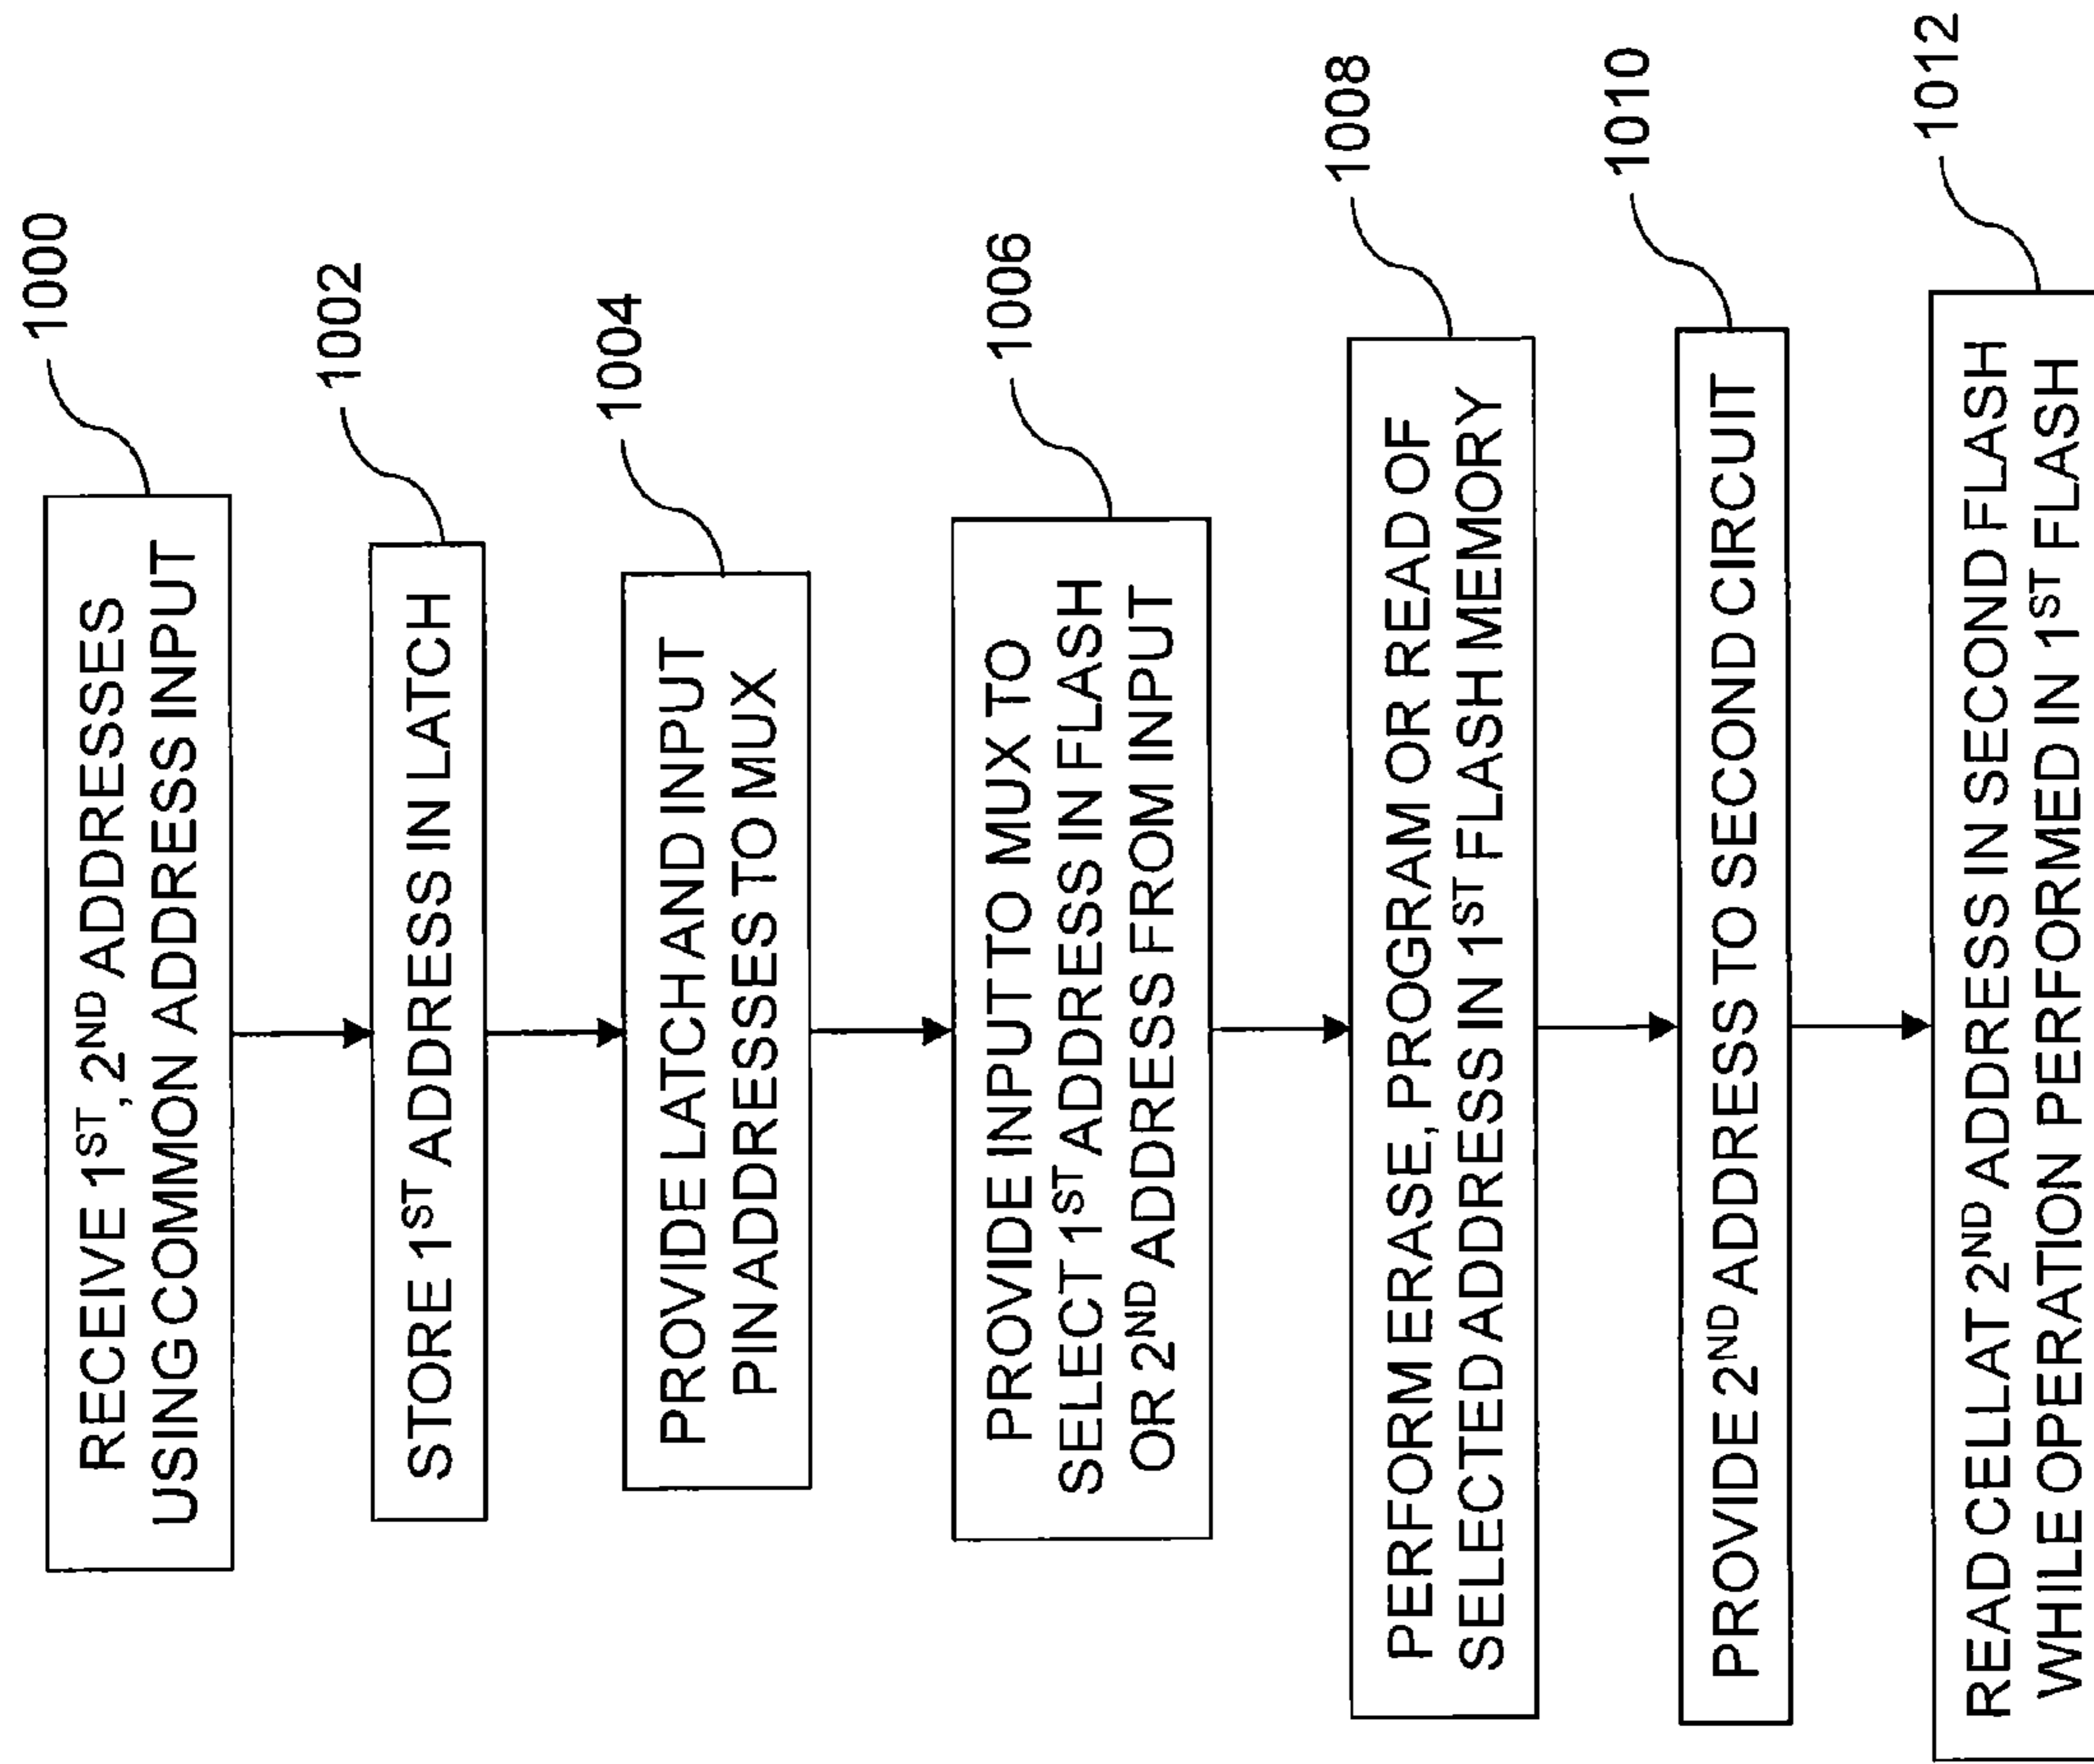 1000
RECEIVE 1ST, 2ND ADDRESSES
USING COMMON ADDRESS INPUT
1002
STORE 1ST ADDRESS IN LATCH
1004
PROVIDE LATCH AND INPUT
PIN ADDRESSES TO MUX
1006
PROVIDE INPUT TO MUX TO
SELECT 1ST ADDRESS IN FLASH
OR 2ND ADDRESS FROM INPUT
1008
PERFORM ERASE, PROGRAM OR READ OF
SELECTED ADDRESS IN 1ST FLASH MEMORY
1010
PROVIDE 2ND ADDRESS TO SECOND CIRCUIT
1012
READ CELL AT 2ND ADDRESS IN SECOND FLASH
WHILE OPERATION PERFORMED IN 1ST FLASH